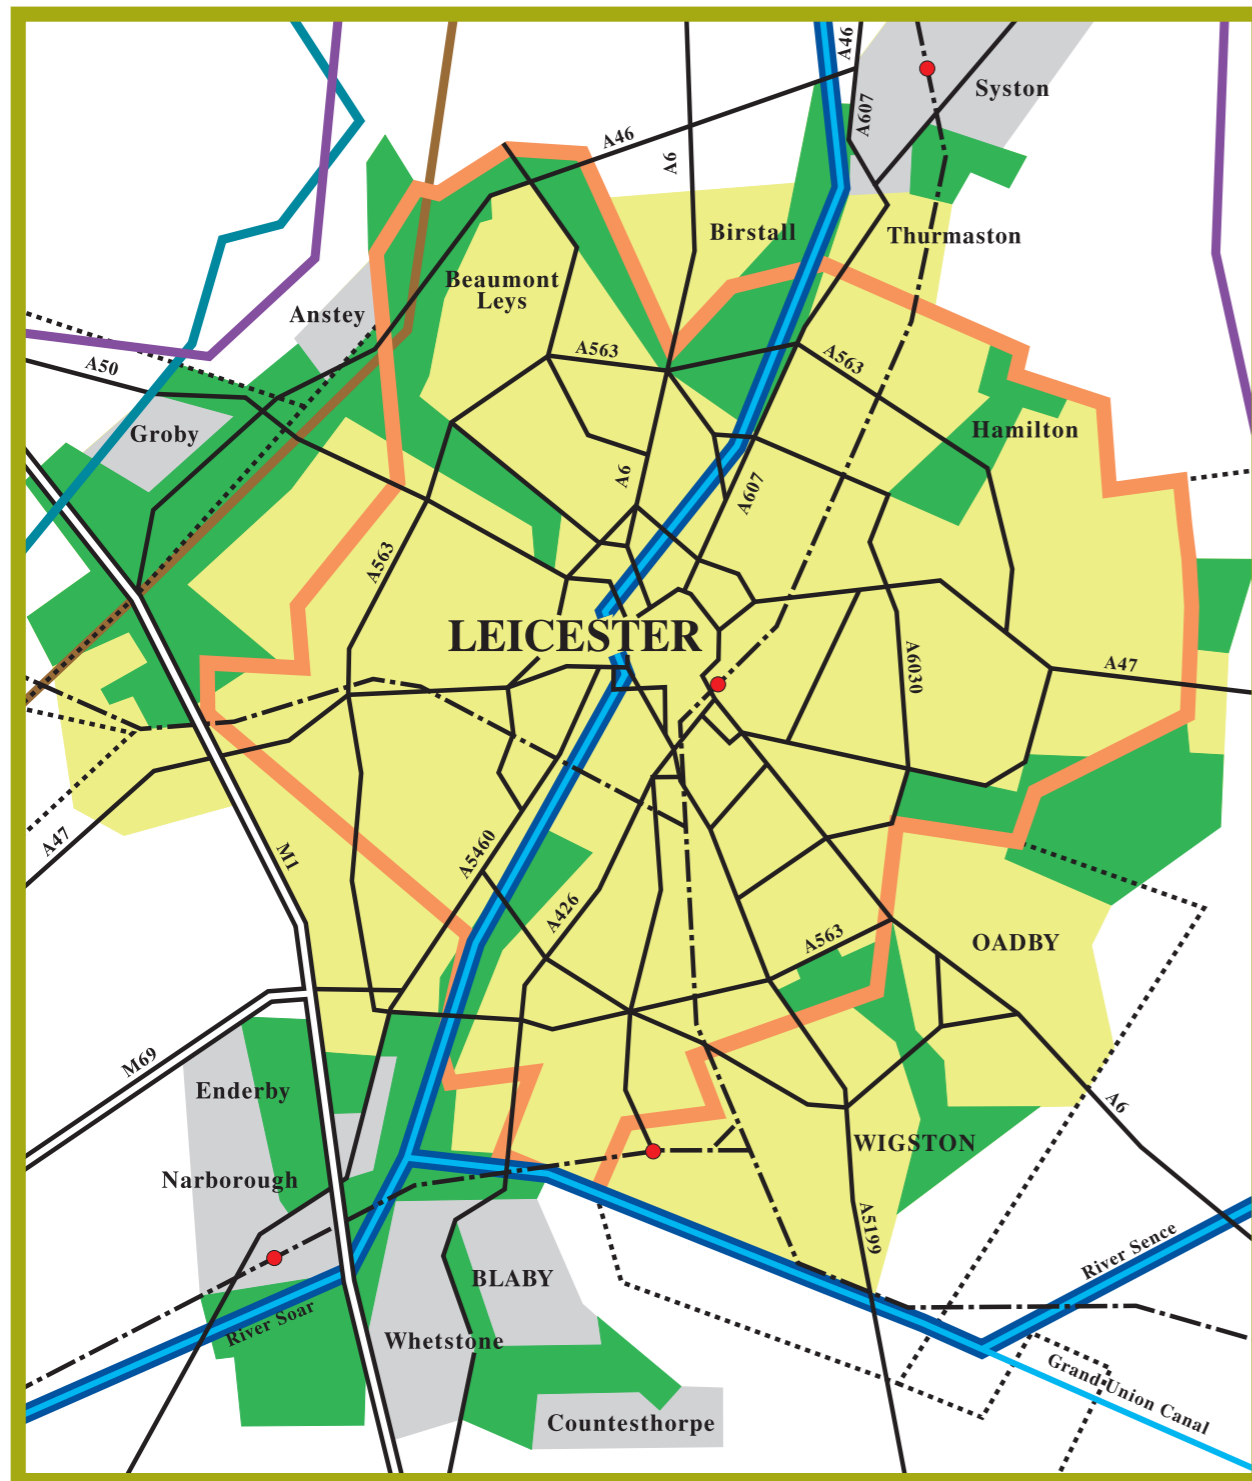 A46
A607
Syston
A46
A6
Birstall
Thurmaston
Beaumont
Leys
Anstey
A563
A563
A50
Groby
Hamilton
A6
A607
A563
LEICESTER
A6030
A47
A47
M1
A5460
A426
A563
OADBY
M69
Enderby
A6
WIGSTON
Narborough
A5199
River Sence
BLABY
River Soar
Whetstone
Grand Union Canal
Countesthorpe